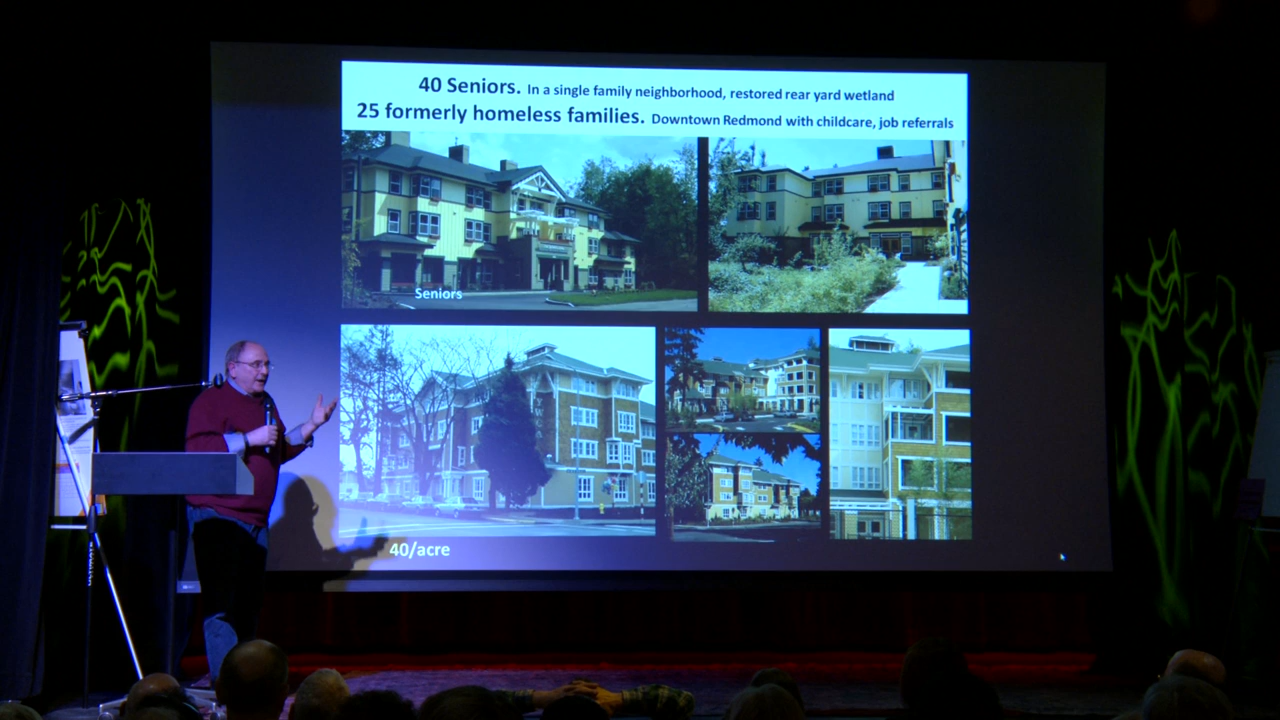 40 Seniors. In a single family neighborhood, restored rear yard wetland
25 formerly homeless families. Downtown Redmond with childcare, job referrals
Seniors
40/acre